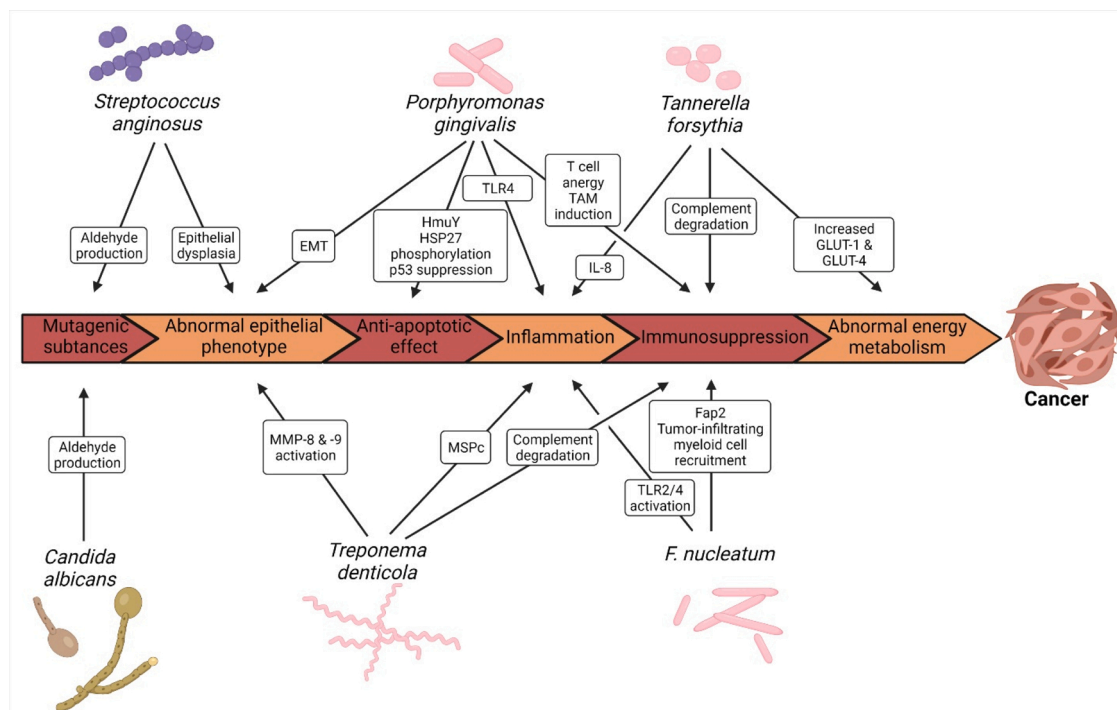 Streptococcus
anginosus
Porphyromonas
gingivalis
Tannerella
forsythia
Aldehyde
production
Epithelial
dysplasia
EMT
HmuY
HSP27
phosphorylation
p53 suppression
TLR4
T cell
anergy
TAM
induction
IL-8
Complement
degradation
Increased
GLUT-1 &
GLUT-4
Mutagenic
subtances
Abnormal epithelial
phenotype
Anti-apoptotic
effect
Inflammation
Immunosuppression
Abnormal energy
metabolism
Cancer
Aldehyde
production
MMP-8 & -9
activation
MSPc
Complement
degradation
TLR2/4
activation
Fap2
Tumor-infiltrating
myeloid cell
recruitment
Candida
albicans
Treponema
denticola
F. nucleatum